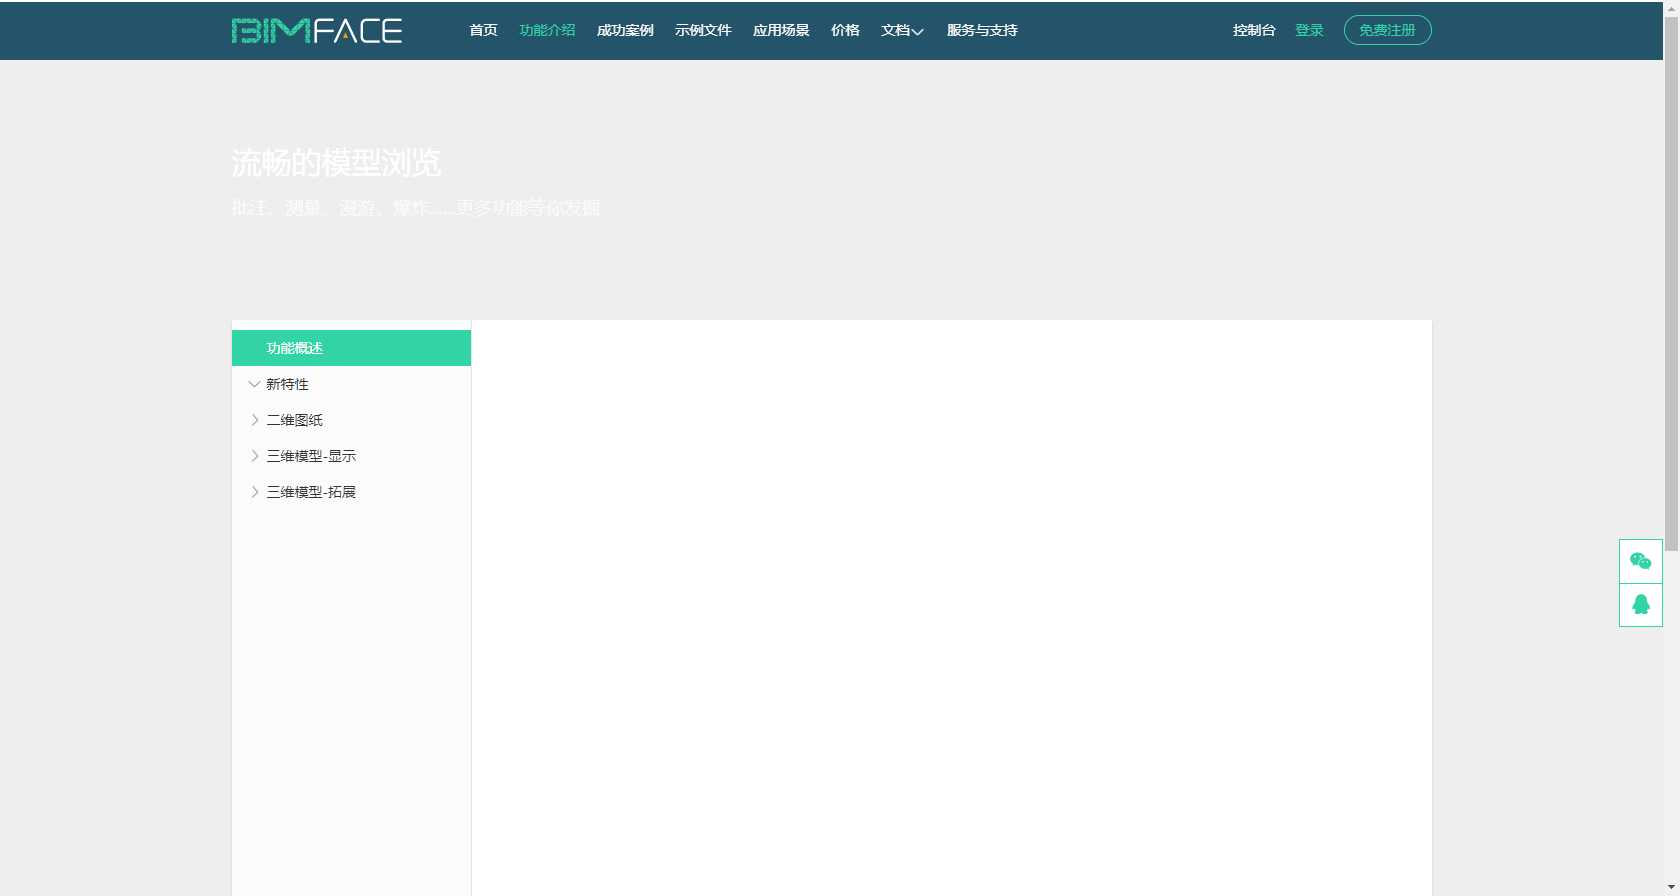 BIMFACE 首页 功能介绍 成功案例 示例文件 应用场景 价格 文档 服务与支持 控制台 登录 免费注册
流畅的模型浏览
批注、测量、漫游、爆炸......更多功能等你发掘
功能概述
新特性
二维图纸
三维模型-显示
三维模型-拓展